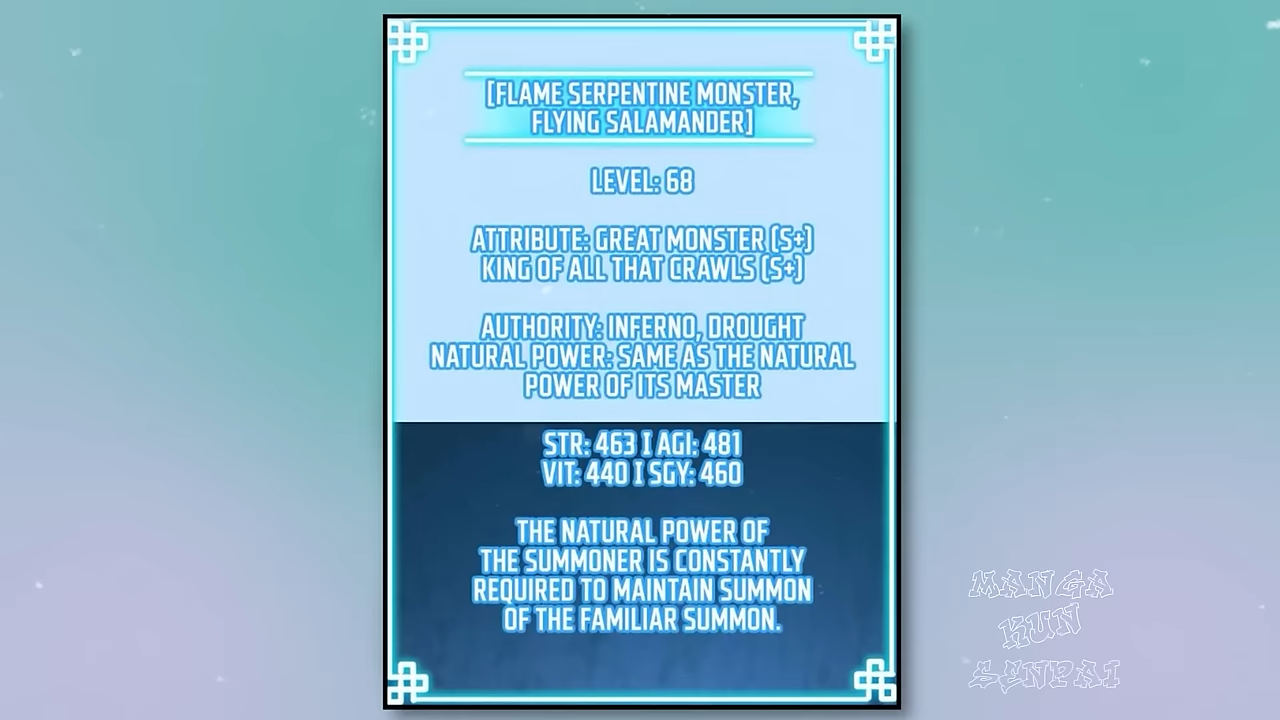 [FLAME SERPENTINE MONSTER,
FLYING SALAMANDER]
LEVEL: 68
ATTRIBUTE: GREAT MONSTER (S+)
KING OF ALL THAT CRAWLS (S+)
AUTHORITY: INFERNO, DROUGHT
NATURAL POWER: SAME AS THE NATURAL
POWER OF ITS MASTER
STR: 463 I AGI: 481
VIT: 440 I SGY: 460
THE NATURAL POWER OF
THE SUMMONER IS CONSTANTLY
REQUIRED TO MAINTAIN SUMMON
OF THE FAMILIAR SUMMON.
MANGA
KUN
SENPAI